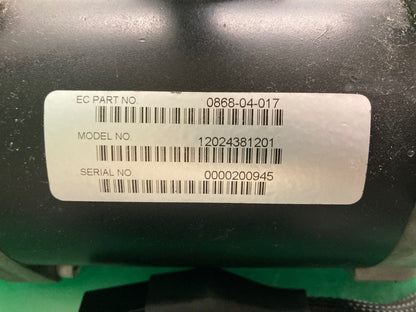 EC PART NO. 0868-04-017
MODEL NO. 12024381201
SERIAL NO. 0000200945